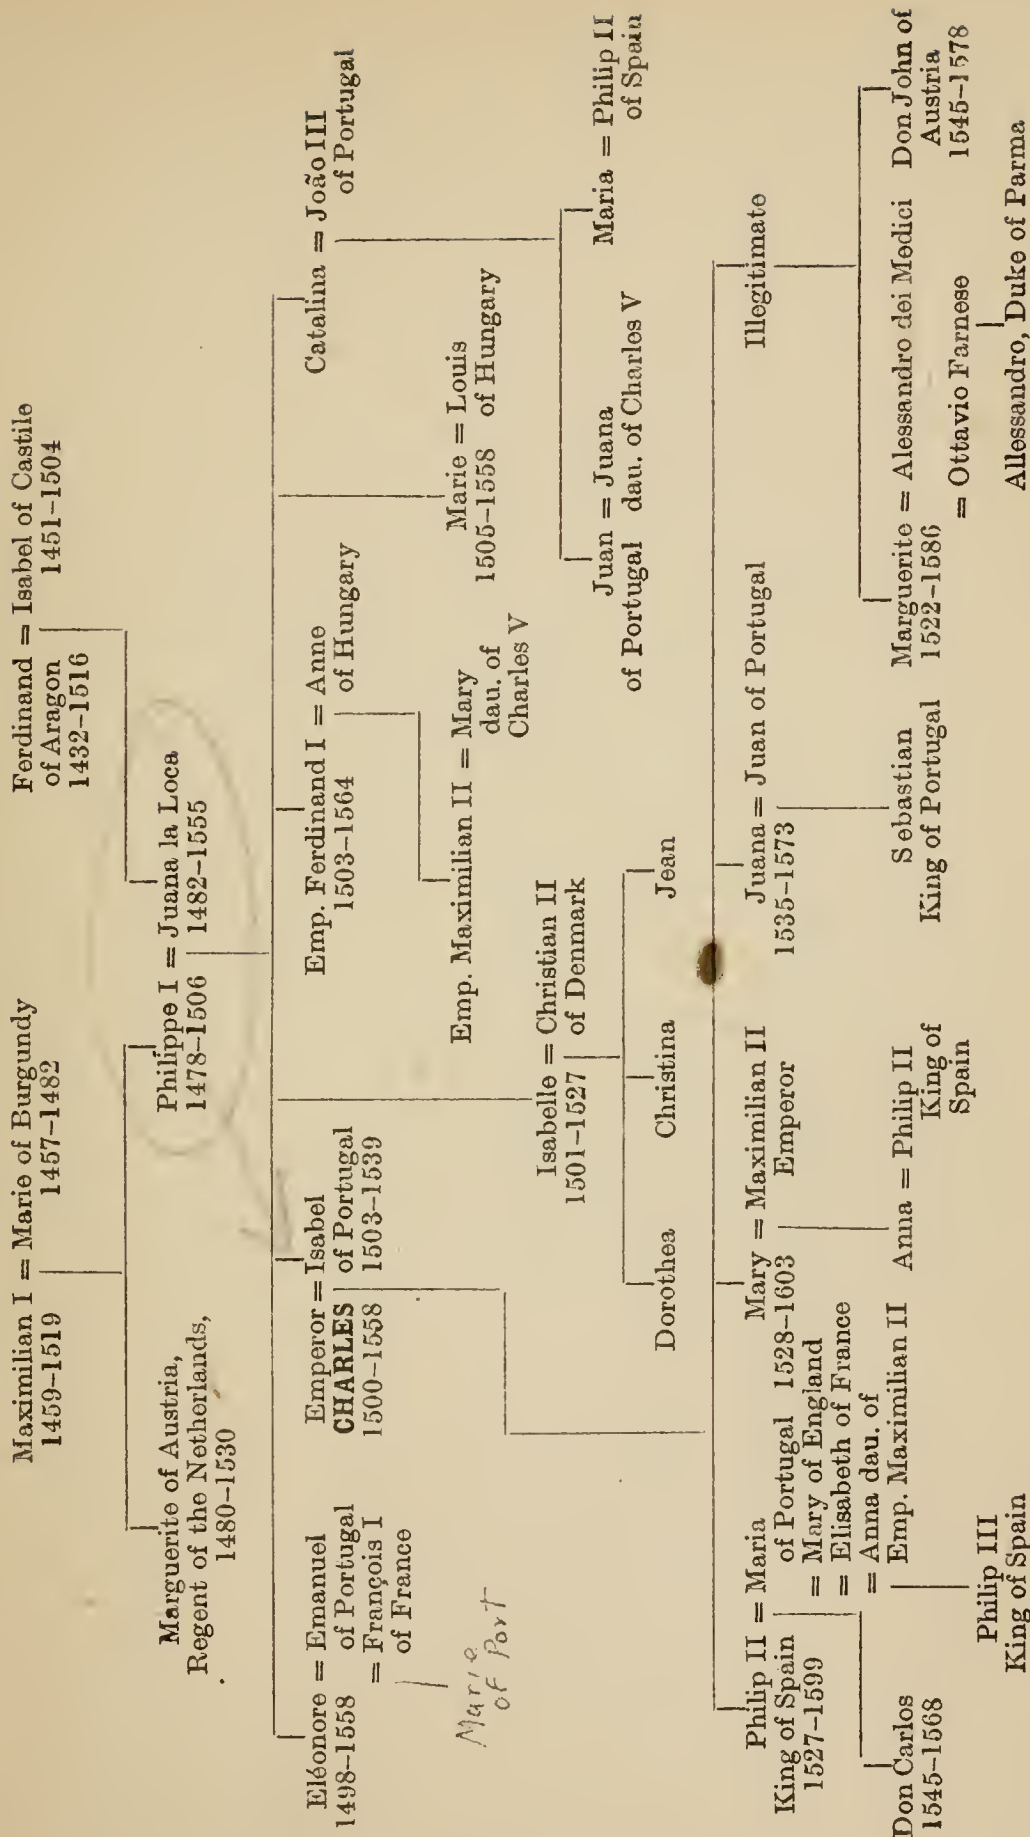 Maximilian I = Marie of Burgundy
1459–1519 1457–1482
Ferdinand = Isabel of Castile
of Aragon 1451–1504
1432–1516
Marguerite of Austria,
Regent of the Netherlands,
1480–1530
Philippe I = Juana la Loca
1478–1506 1482–1555
Eléonore = Emanuel
1498–1558 of Portugal
= François I
of France
Marie
of Port
Emperor = Isabel
CHARLES of Portugal
1500–1558 1503–1539
Emp. Ferdinand I = Anne
1503–1564 of Hungary
Catalina = João III
of Portugal
Emp. Maximilian II = Mary
dau. of
Charles V
Marie = Louis
1505–1558 of Hungary
Isabelle = Christian II
1501–1527 of Denmark
Juan = Juana
of Portugal dau. of Charles V
Maria = Philip II
of Spain
Dorothea Christina Jean
Philip II = Maria
King of Spain of Portugal
1527–1599 = Mary of England
= Elisabeth of France
= Anna dau. of
Emp. Maximilian II
Mary = Maximilian II
1528–1603 Emperor
Juana = Juan of Portugal
1535–1573
Illegitimate
Don Carlos
1545–1568
Philip III
King of Spain
Anna = Philip II
King of
Spain
Sebastian
King of Portugal
Marguerite = Alessandro dei Medici
1522–1586
= Ottavio Farnese
Allessandro, Duke of Parma
Don John of
Austria
1545–1578